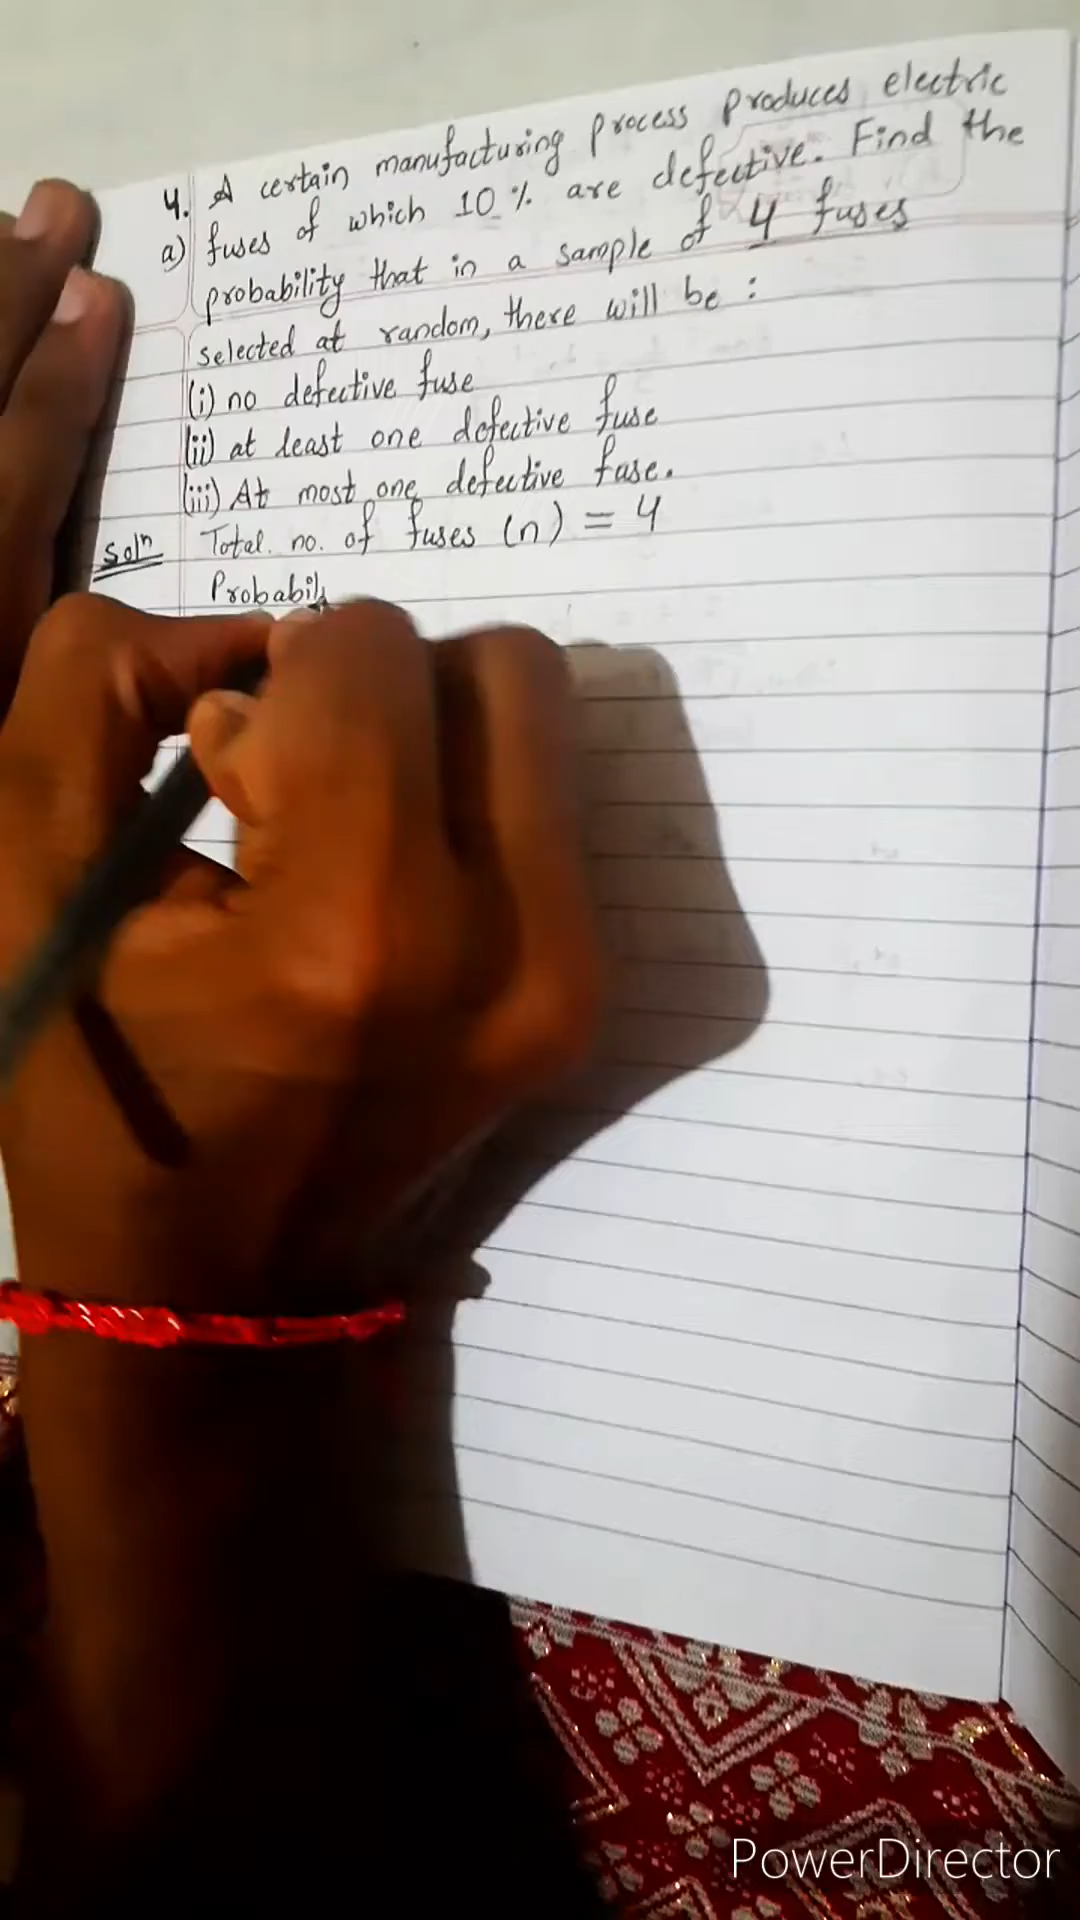 4. A certain manufacturing process produces electric
a) fuses of which 10 % are defective. Find the
probability that in a sample of 4 fuses
selected at random, there will be :
(i) no defective fuse
(ii) at least one defective fuse
(iii) At most one defective fuse.
Soln Total. no. of fuses (n) = 4
Probabil
PowerDirector